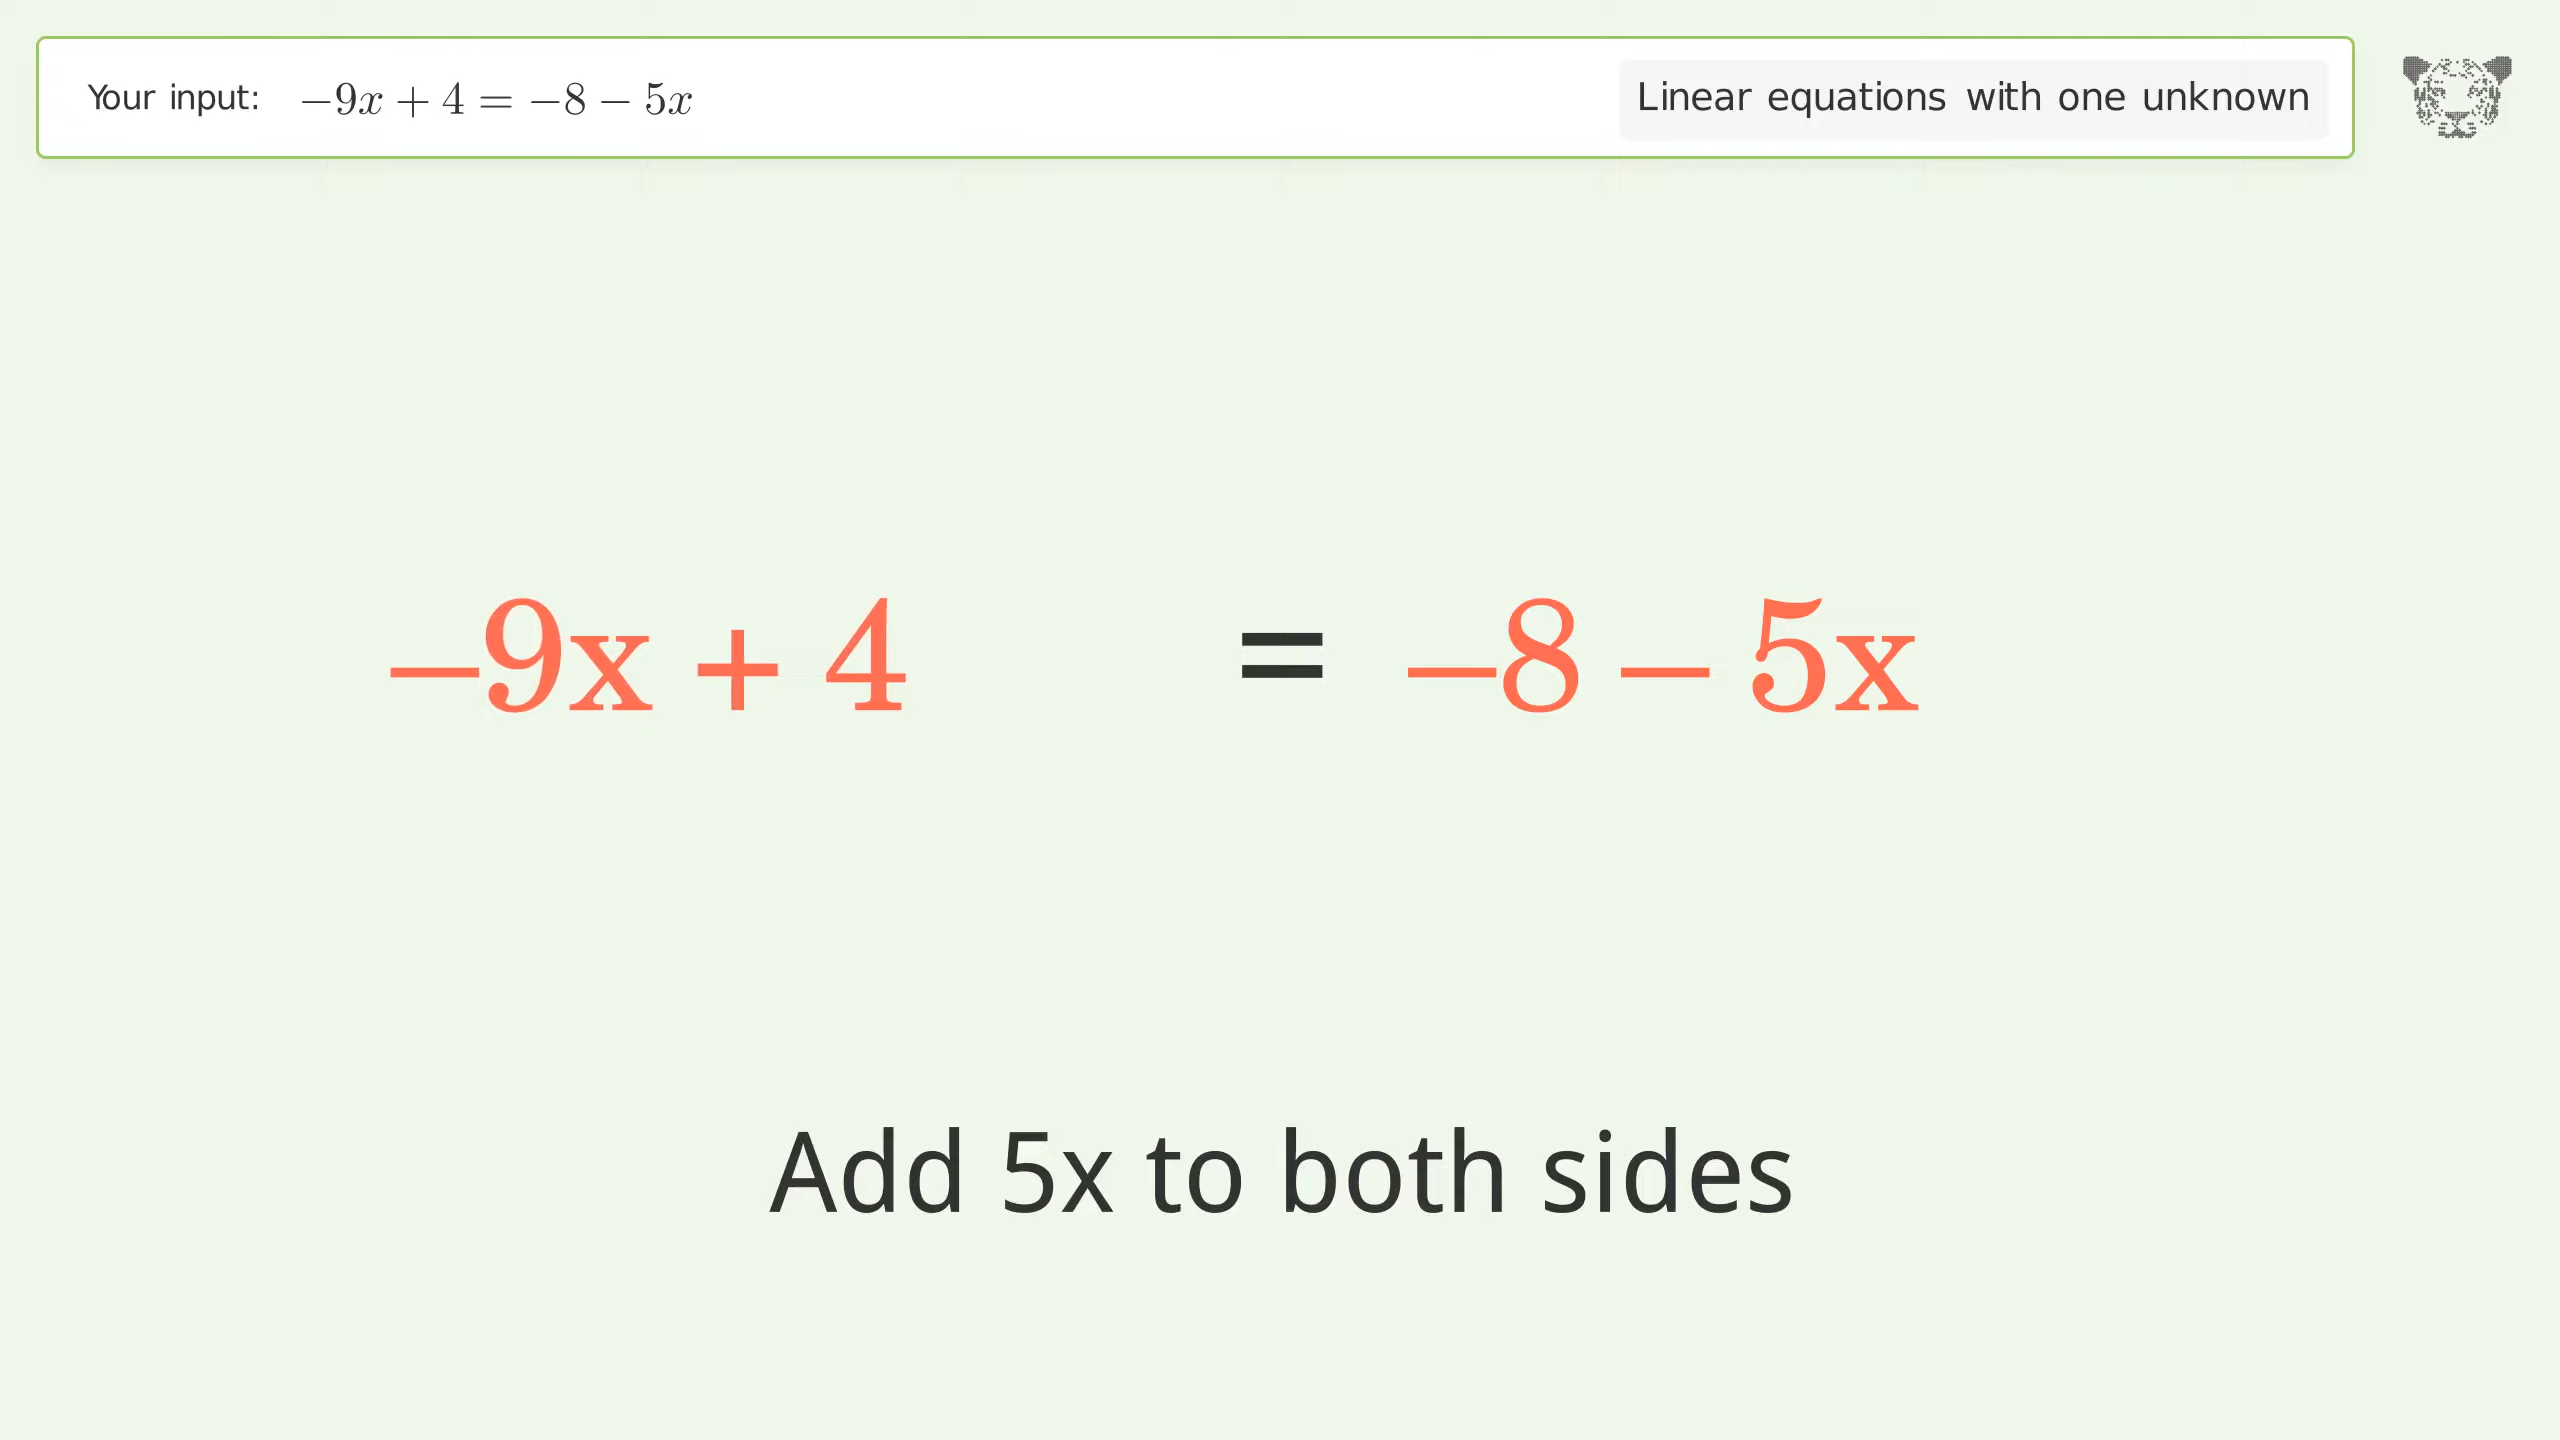 Your input: −9x + 4 = −8 − 5x
Linear equations with one unknown
−9x + 4 = −8 − 5x
Add 5x to both sides